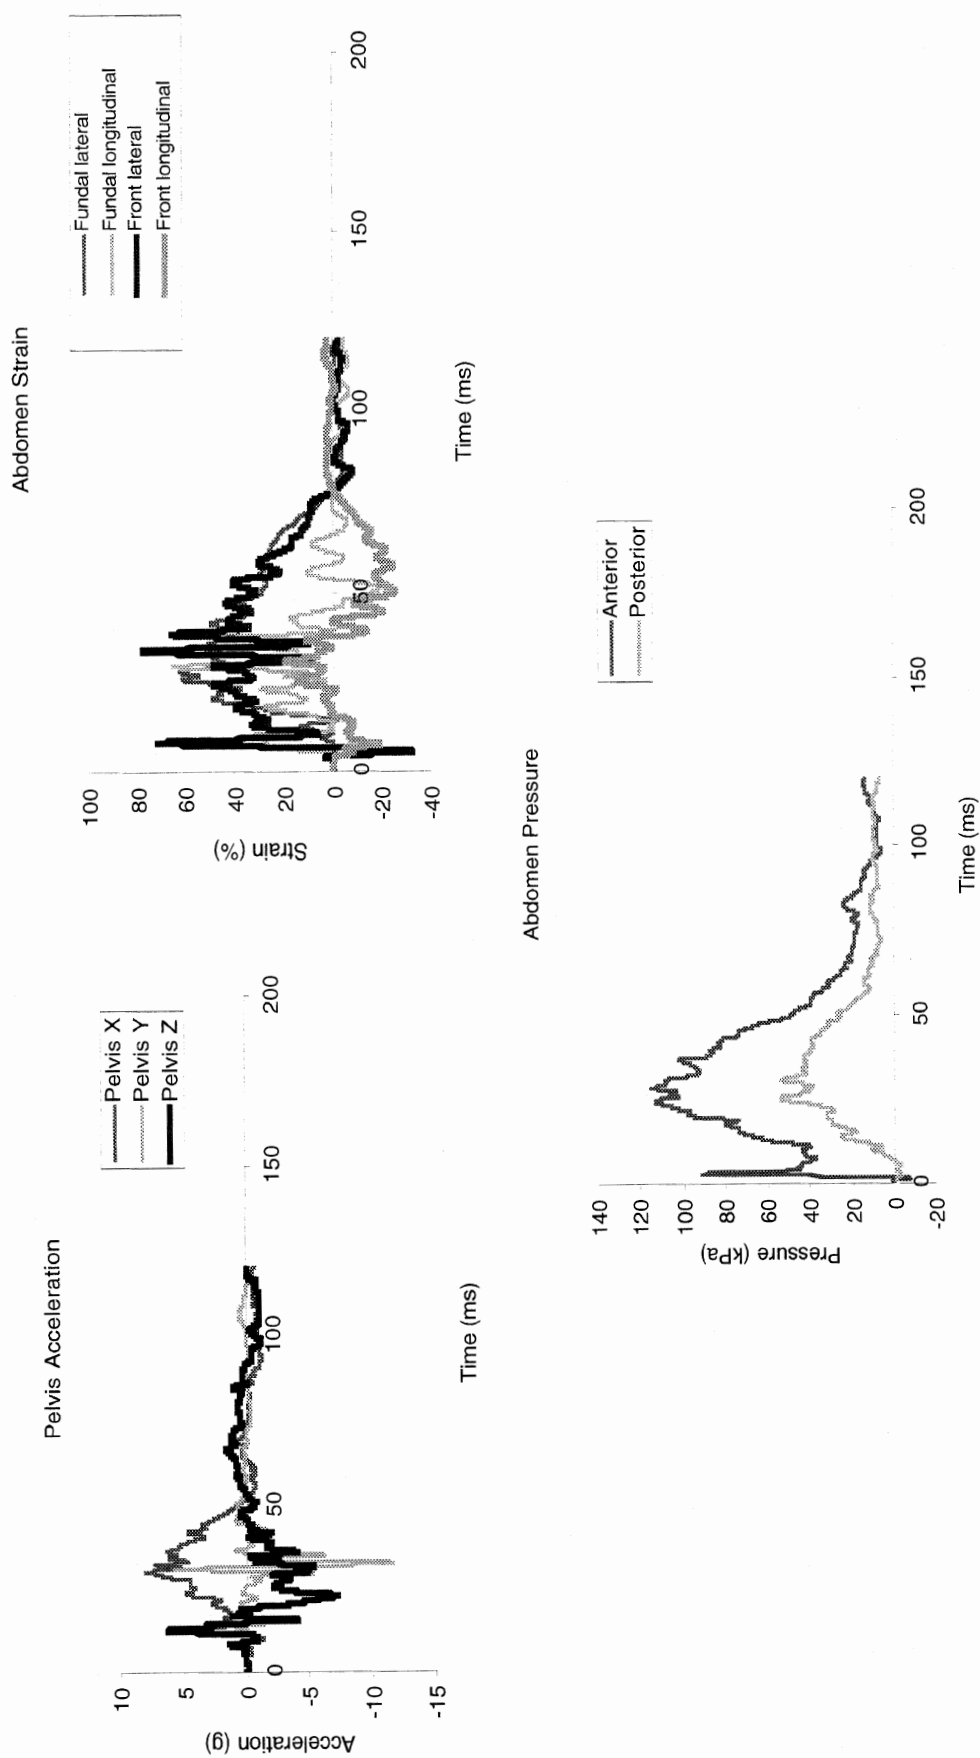 Pelvis Acceleration
Pelvis X
Pelvis Y
Pelvis Z
10
5
0
-5
-10
-15
Acceleration (g)
0
50
100
150
200
Time (ms)
Abdomen Strain
Fundal lateral
Fundal longitudinal
Front lateral
Front longitudinal
100
80
60
40
20
0
-20
-40
Strain (%)
0
50
100
150
200
Time (ms)
Abdomen Pressure
Anterior
Posterior
140
120
100
80
60
40
20
0
-20
Pressure (kPa)
0
50
100
150
200
Time (ms)